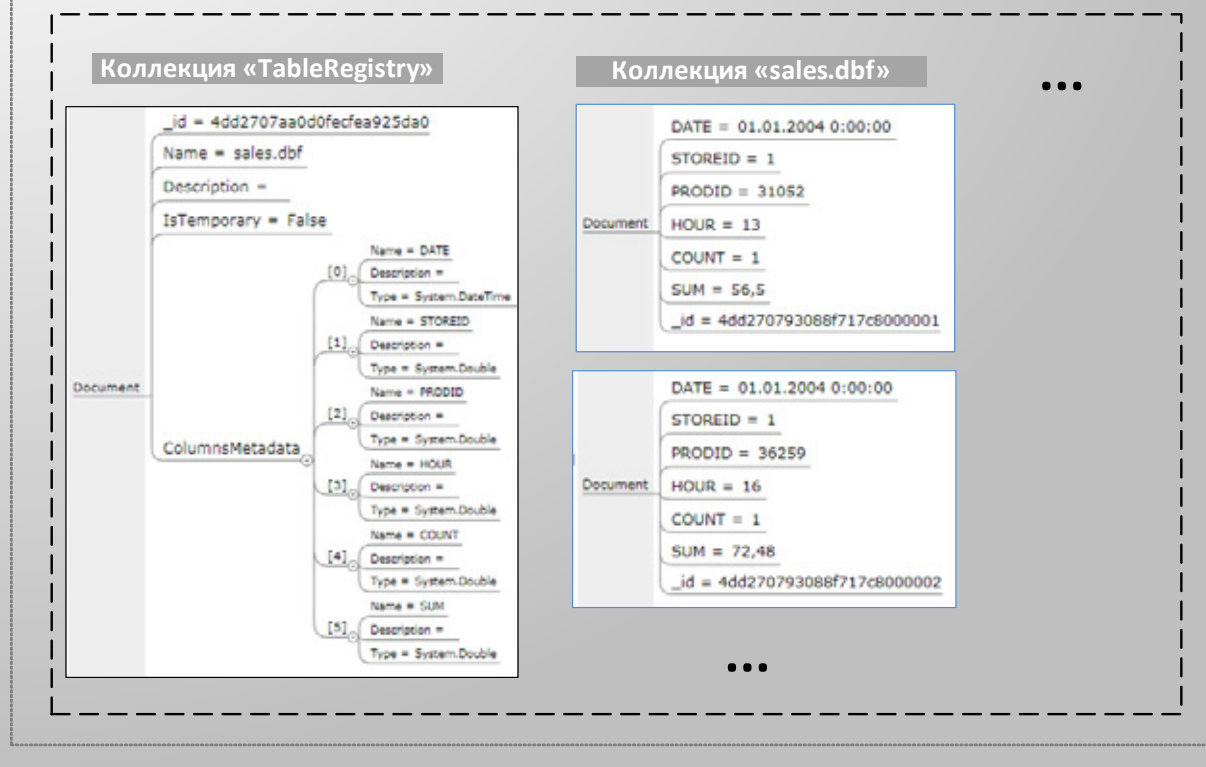 Коллекция «TableRegistry»
_id = 4dd2707aa0d0fecfea925da0
Name = sales.dbf
Description =
IsTemporary = False
Document
ColumnsMetadata
[0]
Name = DATE
Description =
Type = System.DateTime
[1]
Name = STOREID
Description =
Type = System.Double
[2]
Name = PRODID
Description =
Type = System.Double
[3]
Name = HOUR
Description =
Type = System.Double
[4]
Name = COUNT
Description =
Type = System.Double
[5]
Name = SUM
Description =
Type = System.Double
Коллекция «sales.dbf»
Document
DATE = 01.01.2004 0:00:00
STOREID = 1
PRODID = 31052
HOUR = 13
COUNT = 1
SUM = 56,5
_id = 4dd270793088f717c8000001
Document
DATE = 01.01.2004 0:00:00
STOREID = 1
PRODID = 36259
HOUR = 16
COUNT = 1
SUM = 72,48
_id = 4dd270793088f717c8000002
...
...